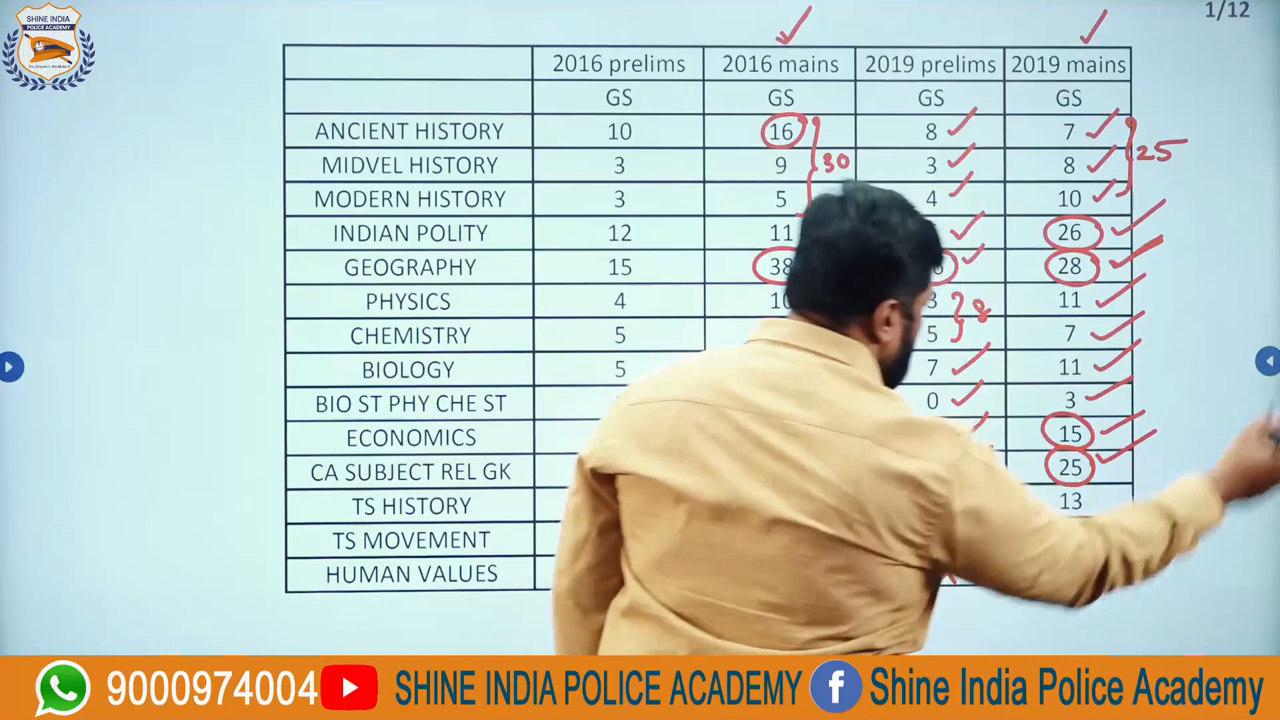 SHINE INDIA
POLICE ACADEMY
1/12
2016 prelims 2016 mains 2019 prelims 2019 mains
GS GS GS GS
ANCIENT HISTORY 10 16 8 7
MIDVEL HISTORY 3 9 30 3 8 25
MODERN HISTORY 3 5 4 10
INDIAN POLITY 12 11 26
GEOGRAPHY 15 38 28
PHYSICS 4 10 3 8 11
CHEMISTRY 5 5 7
BIOLOGY 5 7 11
BIO ST PHY CHE ST 0 3
ECONOMICS 15
CA SUBJECT REL GK 25
TS HISTORY 13
TS MOVEMENT
HUMAN VALUES
9000974004 SHINE INDIA POLICE ACADEMY f Shine India Police Academy